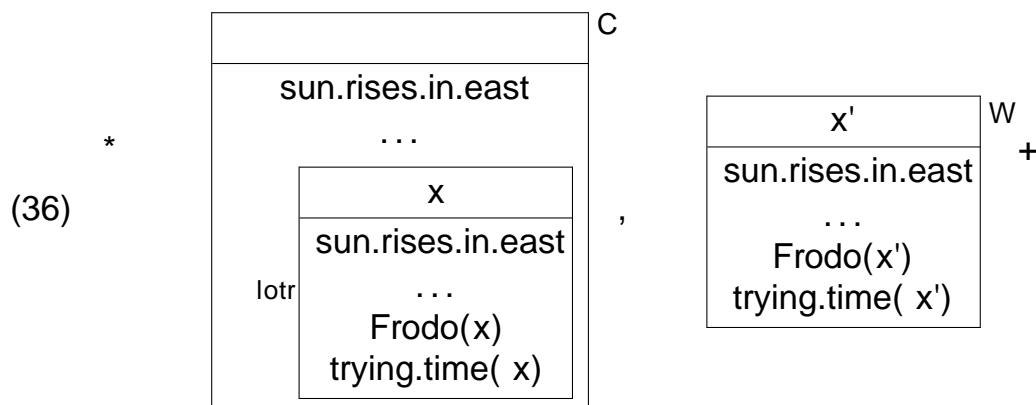 C
sun.rises.in.east
...
x' W
* +
x
sun.rises.in.east
(36) sun.rises.in.east ,
...
lotr ...
Frodo(x')
Frodo(x)
trying.time( x')
trying.time( x)